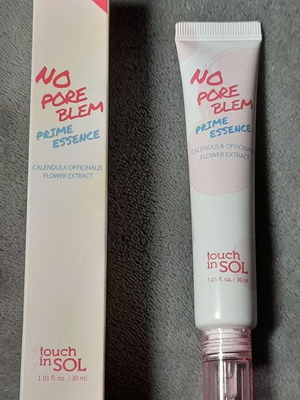 NO
PORE
BLEM
PRIME
ESSENCE
CALENDULA OFFICINALIS
FLOWER EXTRACT
touch
in SOL
1.01 fl. oz. / 30 ml
NO
PORE
BLEM
PRIME
ESSENCE
CALENDULA OFFICINALIS
FLOWER EXTRACT
touch
in SOL
1.01 fl. oz. / 30 ml